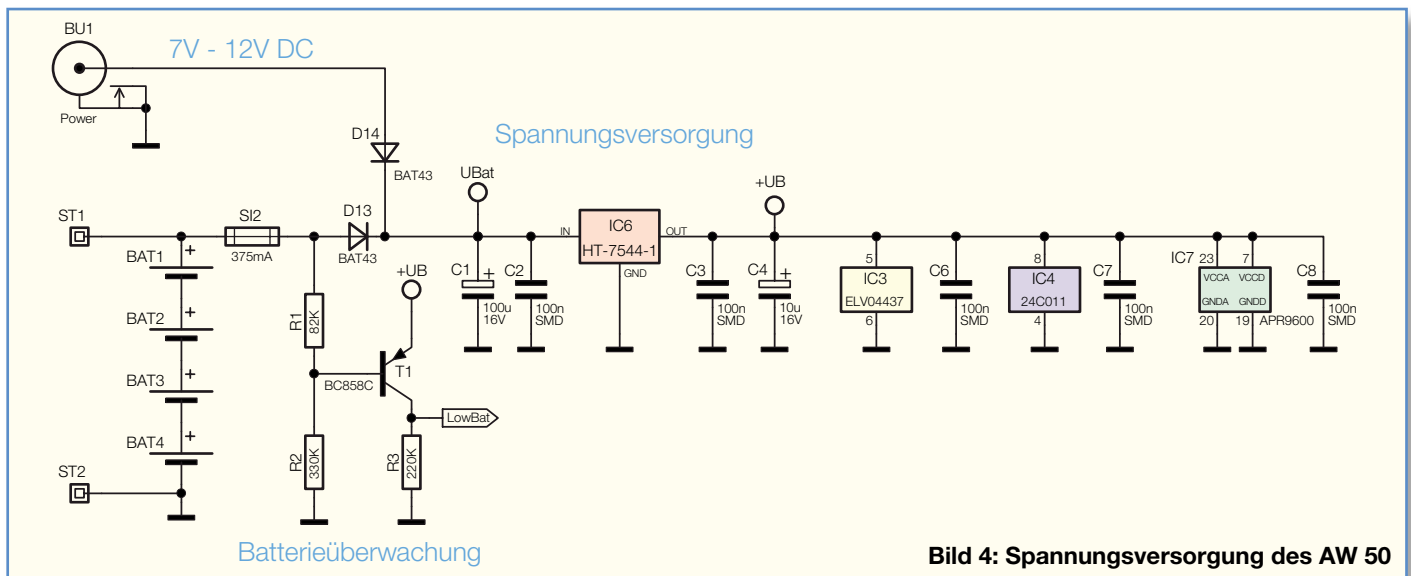 BU1
7V - 12V DC
Power
D14
BAT43
Spannungsversorgung
UBat
+UB
ST1
SI2
375mA
D13
BAT43
IN
IC6
HT-7544-1
OUT
GND
BAT1
+
BAT2
+
BAT3
+
BAT4
+
ST2
R1
82K
R2
330K
+UB
T1
BC858C
LowBat
R3
220K
C1
+
100u
16V
C2
100n
SMD
C3
100n
SMD
C4
+
10u
16V
5
IC3
ELV04437
6
C6
100n
SMD
8
IC4
24C011
4
C7
100n
SMD
IC7
23
7
VCCA
VCCD
GNDA
GNDD
20
19
APR9600
C8
100n
SMD
Batterieüberwachung
Bild 4: Spannungsversorgung des AW 50